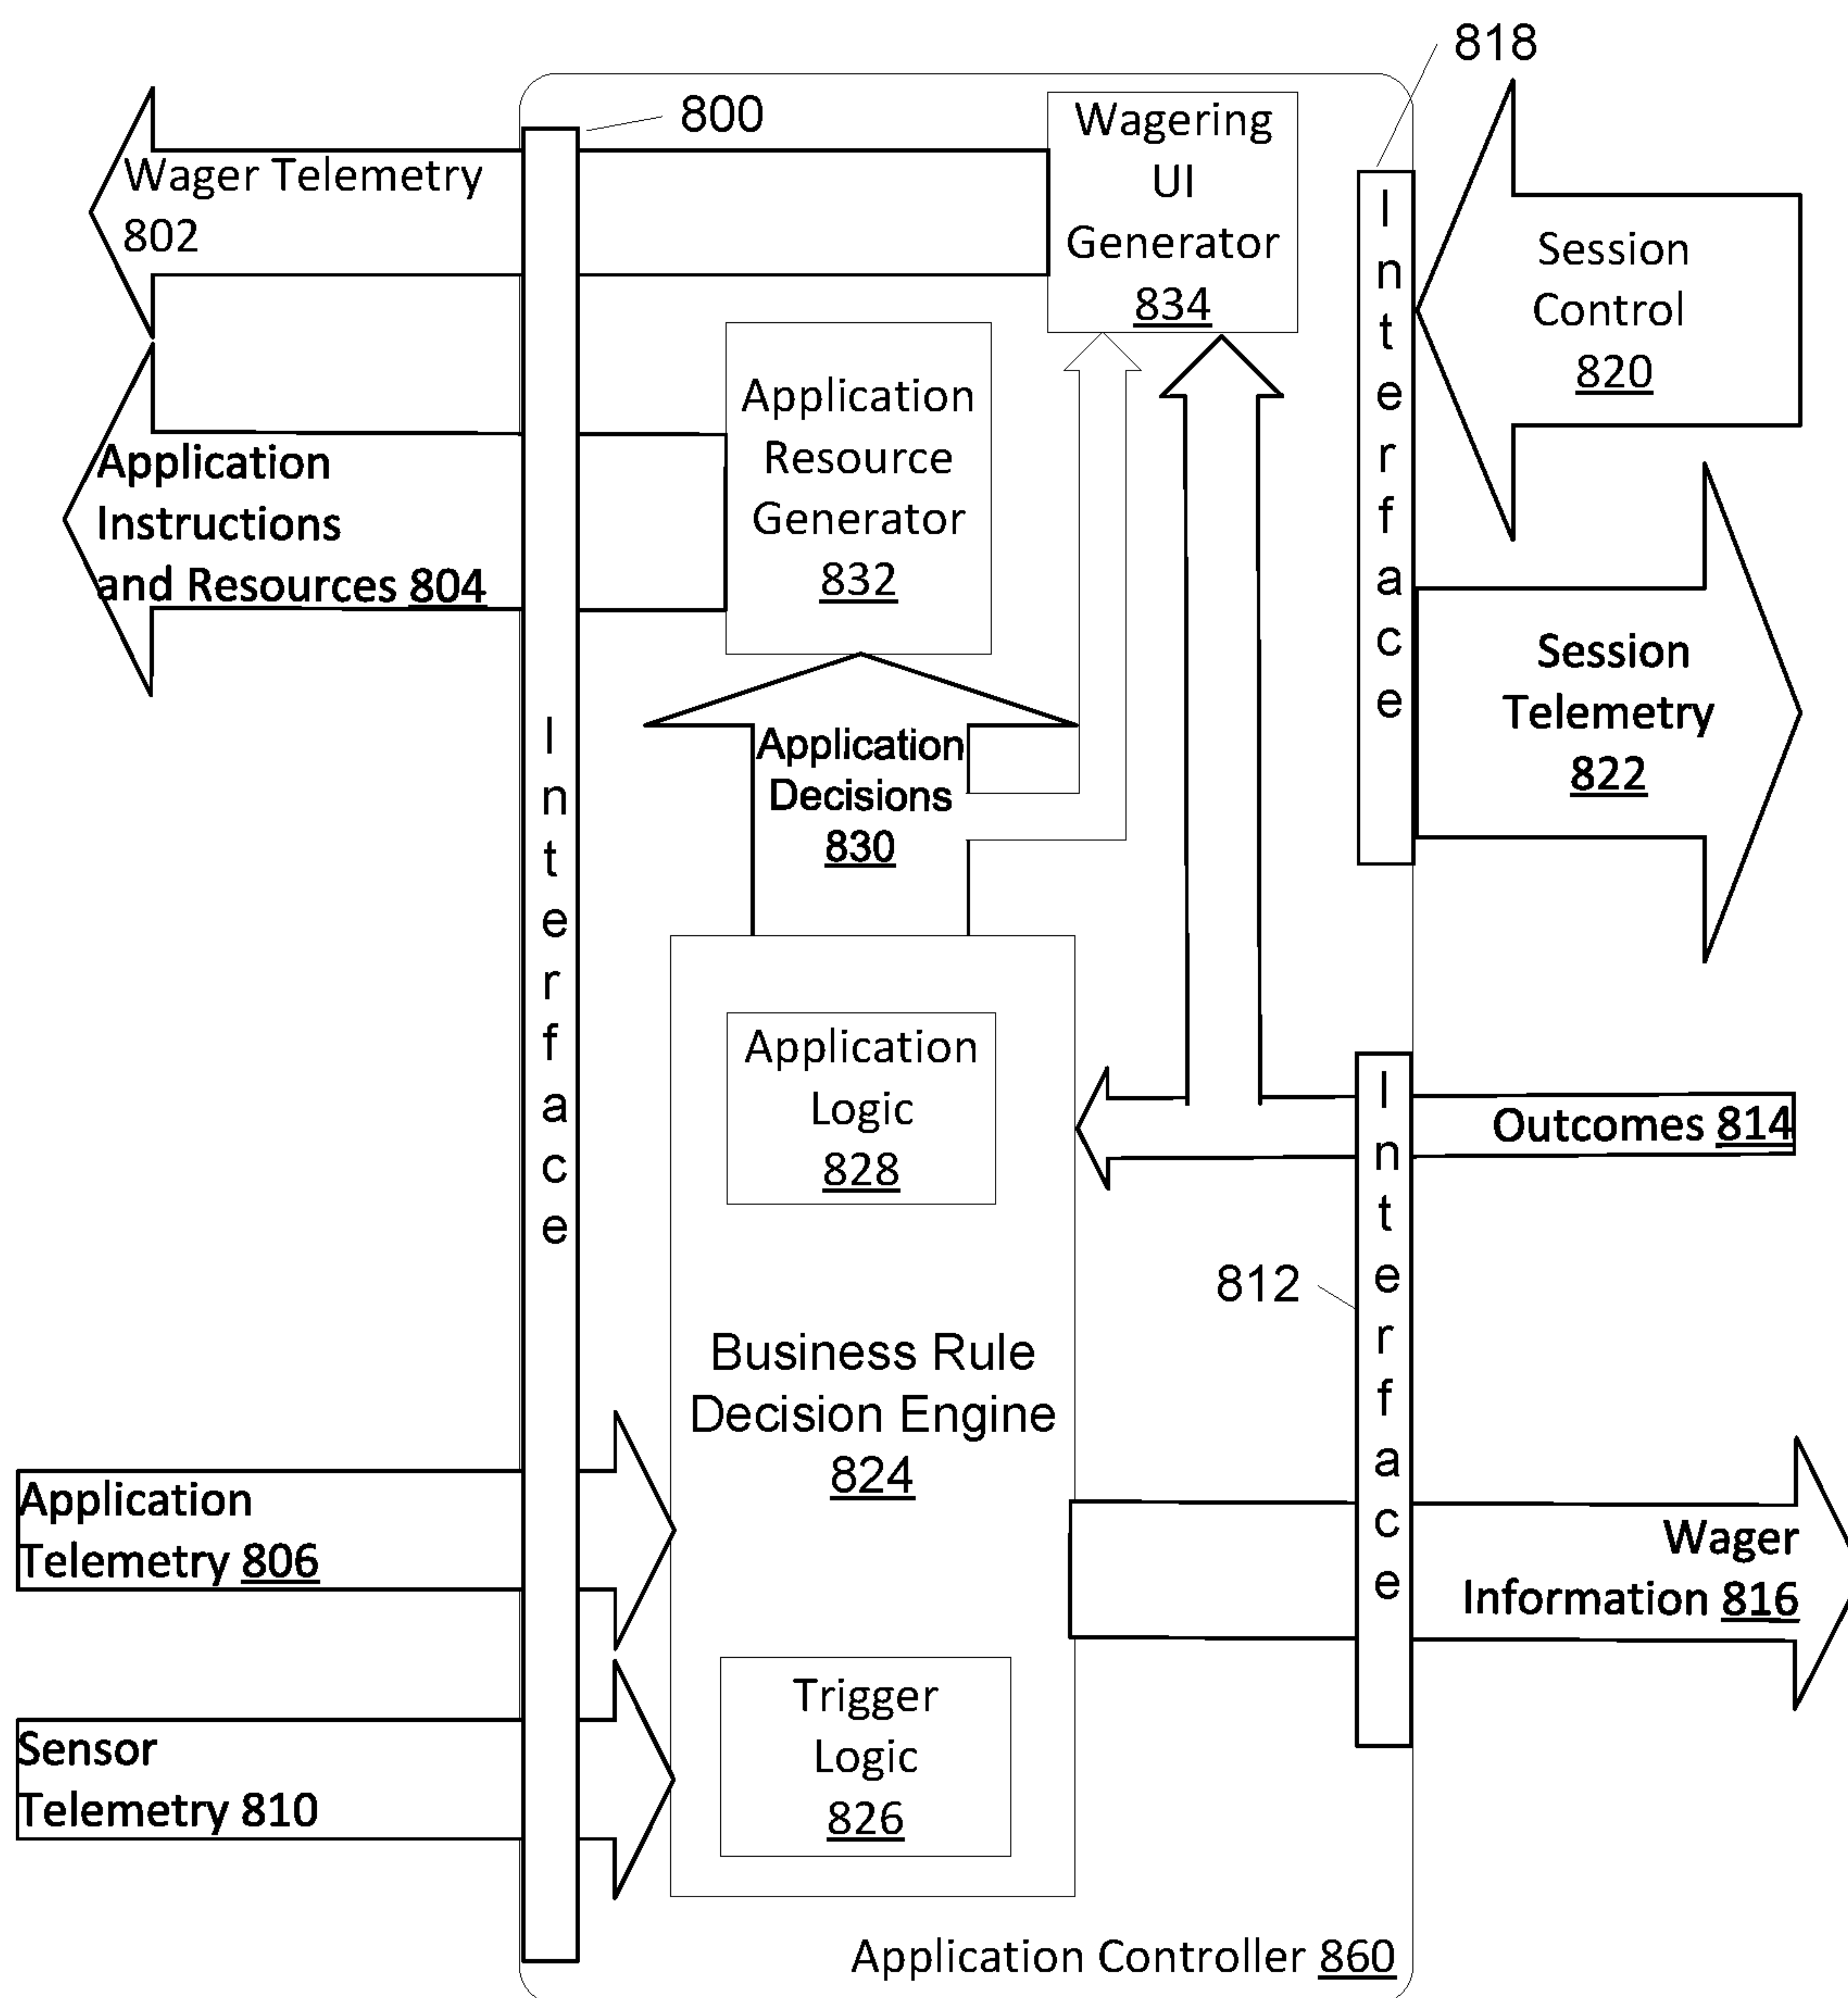 818
800
Wagering
UI
Generator
834
Wager Telemetry
802
Interface
Session
Control
820
Application
Resource
Generator
832
Application
Instructions
and Resources 804
Session
Telemetry
822
Interface
Application
Decisions
830
Application
Logic
828
Interface
Outcomes 814
812
Business Rule
Decision Engine
824
Application
Telemetry 806
Wager
Information 816
Trigger
Logic
826
Sensor
Telemetry 810
Application Controller 860